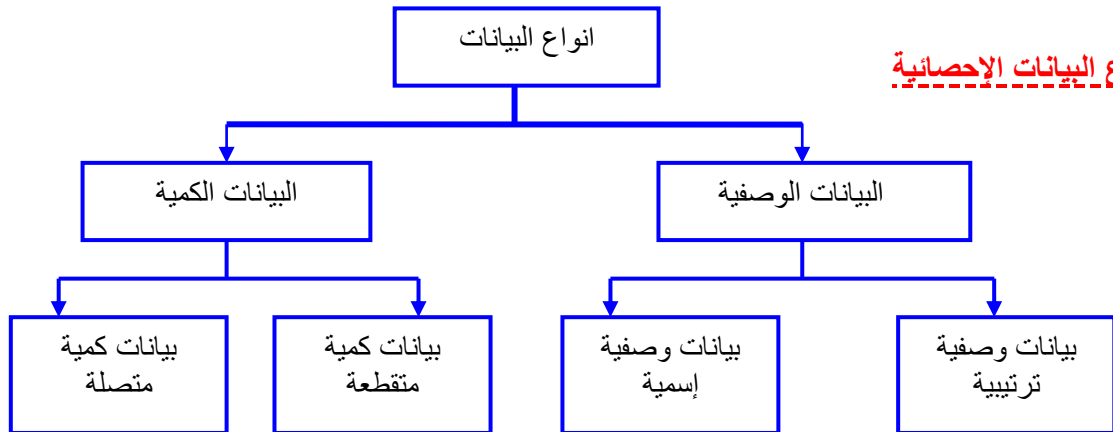 انواع البيانات
ع البيانات الإحصائية
البيانات الوصفية
البيانات الكمية
بيانات وصفية
ترتيبية
بيانات وصفية
إسمية
بيانات كمية
متقطعة
بيانات كمية
متصلة